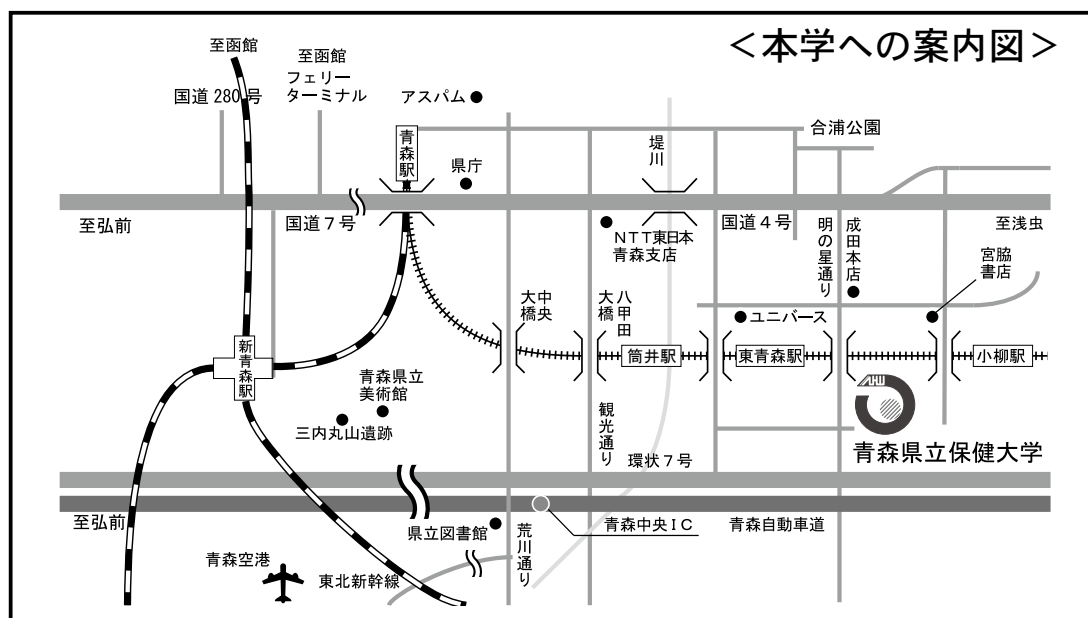 ＜本学への案内図＞
至函館
至函館
フェリー
ターミナル
国道280号
アスパム
青森駅
県庁
堤川
合浦公園
至弘前
国道７号
ＮＴＴ東日本
青森支店
国道４号
明の星通り
成田本店
至浅虫
宮脇
書店
中央
大橋
八甲田
大橋
ユニバース
新青森駅
筒井駅
東青森駅
小柳駅
青森県立
美術館
三内丸山遺跡
観光通り
AUHW
青森県立保健大学
環状７号
至弘前
県立図書館
荒川通り
青森中央ＩＣ
青森自動車道
青森空港
東北新幹線